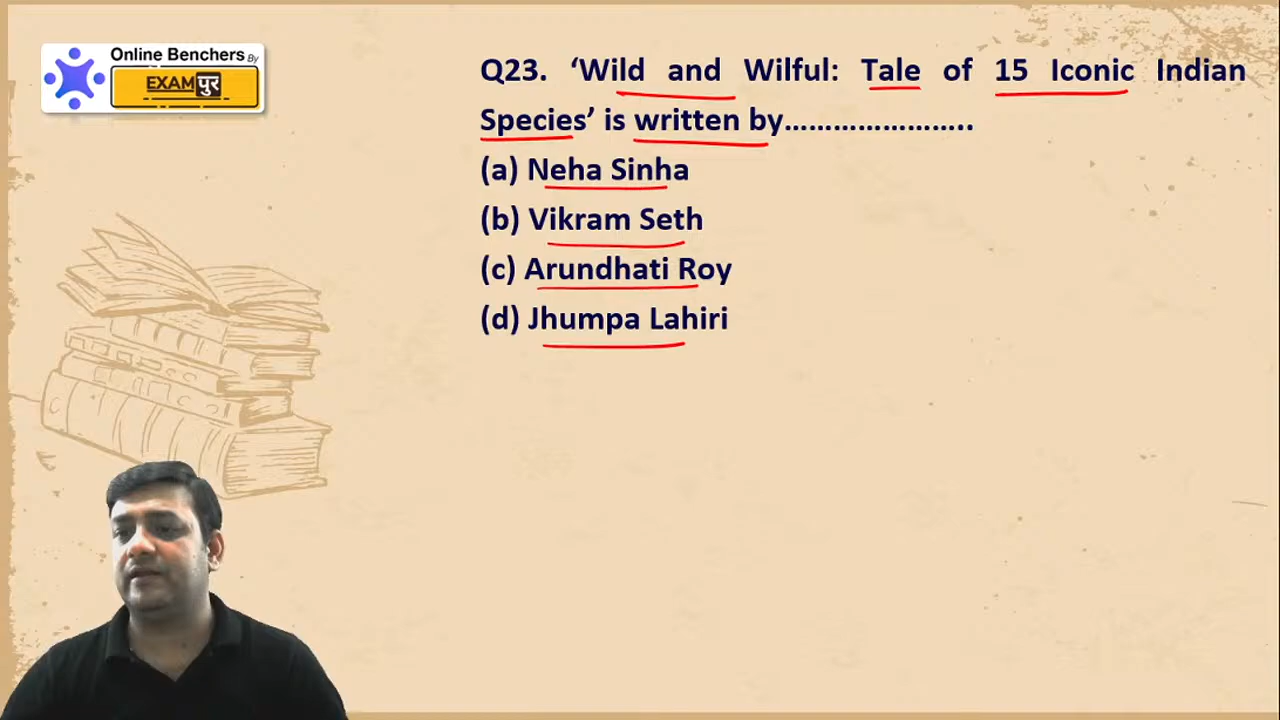 Online Benchers By
EXAMपुर
Q23. ‘Wild and Wilful: Tale of 15 Iconic Indian
Species’ is written by…………………..
(a) Neha Sinha
(b) Vikram Seth
(c) Arundhati Roy
(d) Jhumpa Lahiri